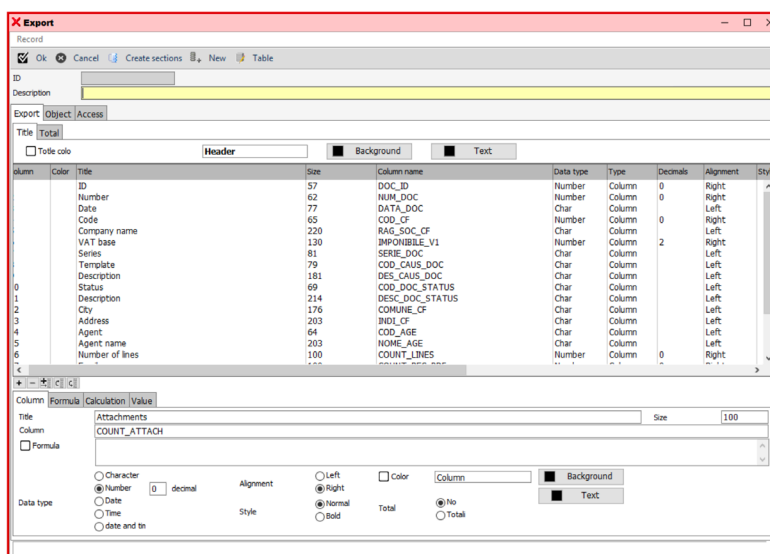 Export
Record
Ok Cancel Create sections New Table
ID
Description
Export Object Access
Title Total
Totle colo Header Background Text
olumn Color Title Size Column name Data type Type Decimals Alignment Styl
ID 57 DOC_ID Number Column 0 Right
Number 62 NUM_DOC Number Column 0 Right
Date 77 DATA_DOC Char Column Left
Code 65 COD_CF Number Column 0 Right
Company name 220 RAG_SOC_CF Char Column Left
VAT base 130 IMPONIBILE_V1 Number Column 2 Right
Series 81 SERIE_DOC Char Column Left
Template 79 COD_CAUS_DOC Char Column Left
Description 181 DES_CAUS_DOC Char Column Left
0 Status 69 COD_DOC_STATUS Char Column Left
1 Description 214 DESC_DOC_STATUS Char Column Left
2 City 176 COMUNE_CF Char Column Left
3 Address 203 INDI_CF Char Column Left
4 Agent 64 COD_AGE Char Column Left
5 Agent name 203 NOME_AGE Char Column Left
6 Number of lines 100 COUNT_LINES Number Column 0 Right
Column Formula Calculation Value
Title Attachments Size 100
Column COUNT_ATTACH
Formula
Character Left Color Column Background
Number 0 decimal Alignment Right
Data type Date Style Normal Total No Text
Time Bold Totali
date and tin